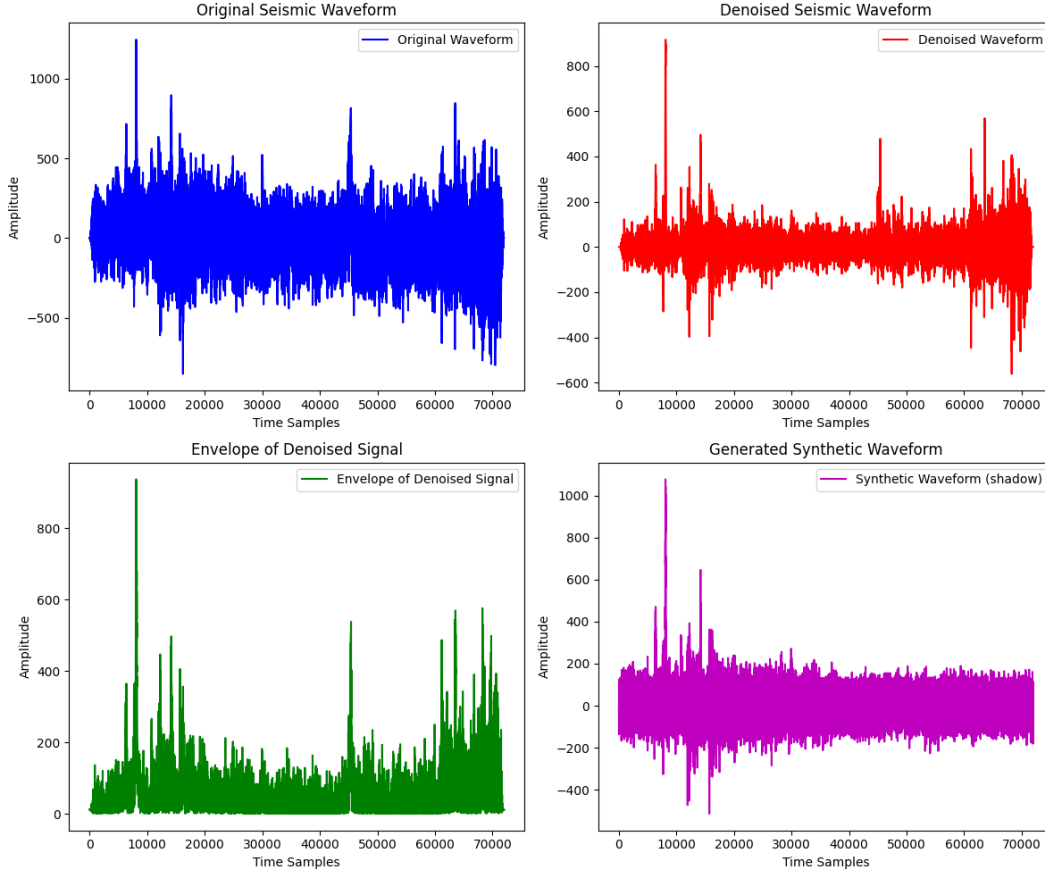 Original Seismic Waveform
Original Waveform
1000
500
0
−500
Amplitude
0 10000 20000 30000 40000 50000 60000 70000
Time Samples
Denoised Seismic Waveform
Denoised Waveform
800
600
400
200
0
−200
−400
−600
Amplitude
0 10000 20000 30000 40000 50000 60000 70000
Time Samples
Envelope of Denoised Signal
Envelope of Denoised Signal
800
600
400
200
0
Amplitude
0 10000 20000 30000 40000 50000 60000 70000
Time Samples
Generated Synthetic Waveform
Synthetic Waveform (shadow)
1000
800
600
400
200
0
−200
−400
Amplitude
0 10000 20000 30000 40000 50000 60000 70000
Time Samples